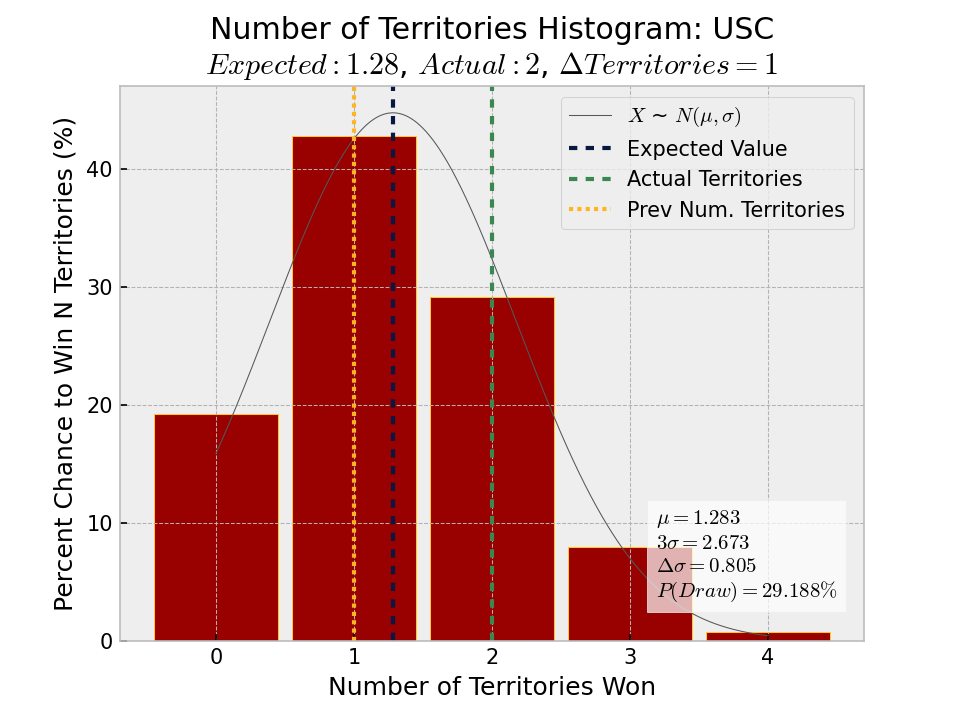 Number of Territories Histogram: USC
Expected : 1.28, Actual : 2, ΔTerritories = 1
X ~ N(μ, σ)
Expected Value
Actual Territories
Prev Num. Territories
Percent Chance to Win N Territories (%)
40
30
20
10
0
μ = 1.283
3σ = 2.673
Δσ = 0.805
P(Draw) = 29.188%
0 1 2 3 4
Number of Territories Won